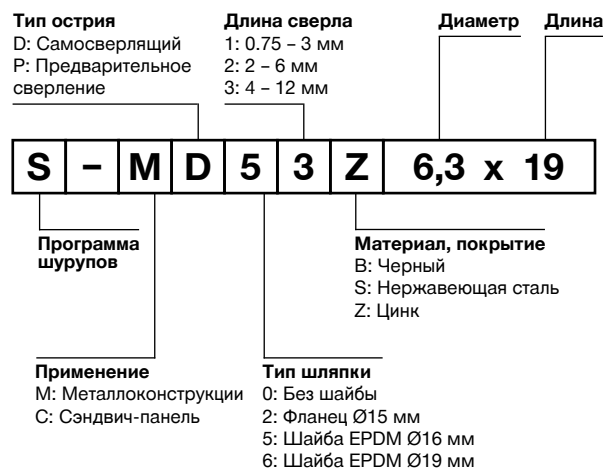 Тип острия
D: Самосверлящий
P: Предварительное
сверление
Длина сверла
1: 0.75 – 3 мм
2: 2 – 6 мм
3: 4 – 12 мм
Диаметр
Длина
S – M D 5 3 Z 6,3 x 19
Программа
шурупов
Материал, покрытие
B: Черный
S: Нержавеющая сталь
Z: Цинк
Применение
M: Металлоконструкции
C: Сэндвич-панель
Тип шляпки
0: Без шайбы
2: Фланец Ø15 мм
5: Шайба EPDM Ø16 мм
6: Шайба EPDM Ø19 мм